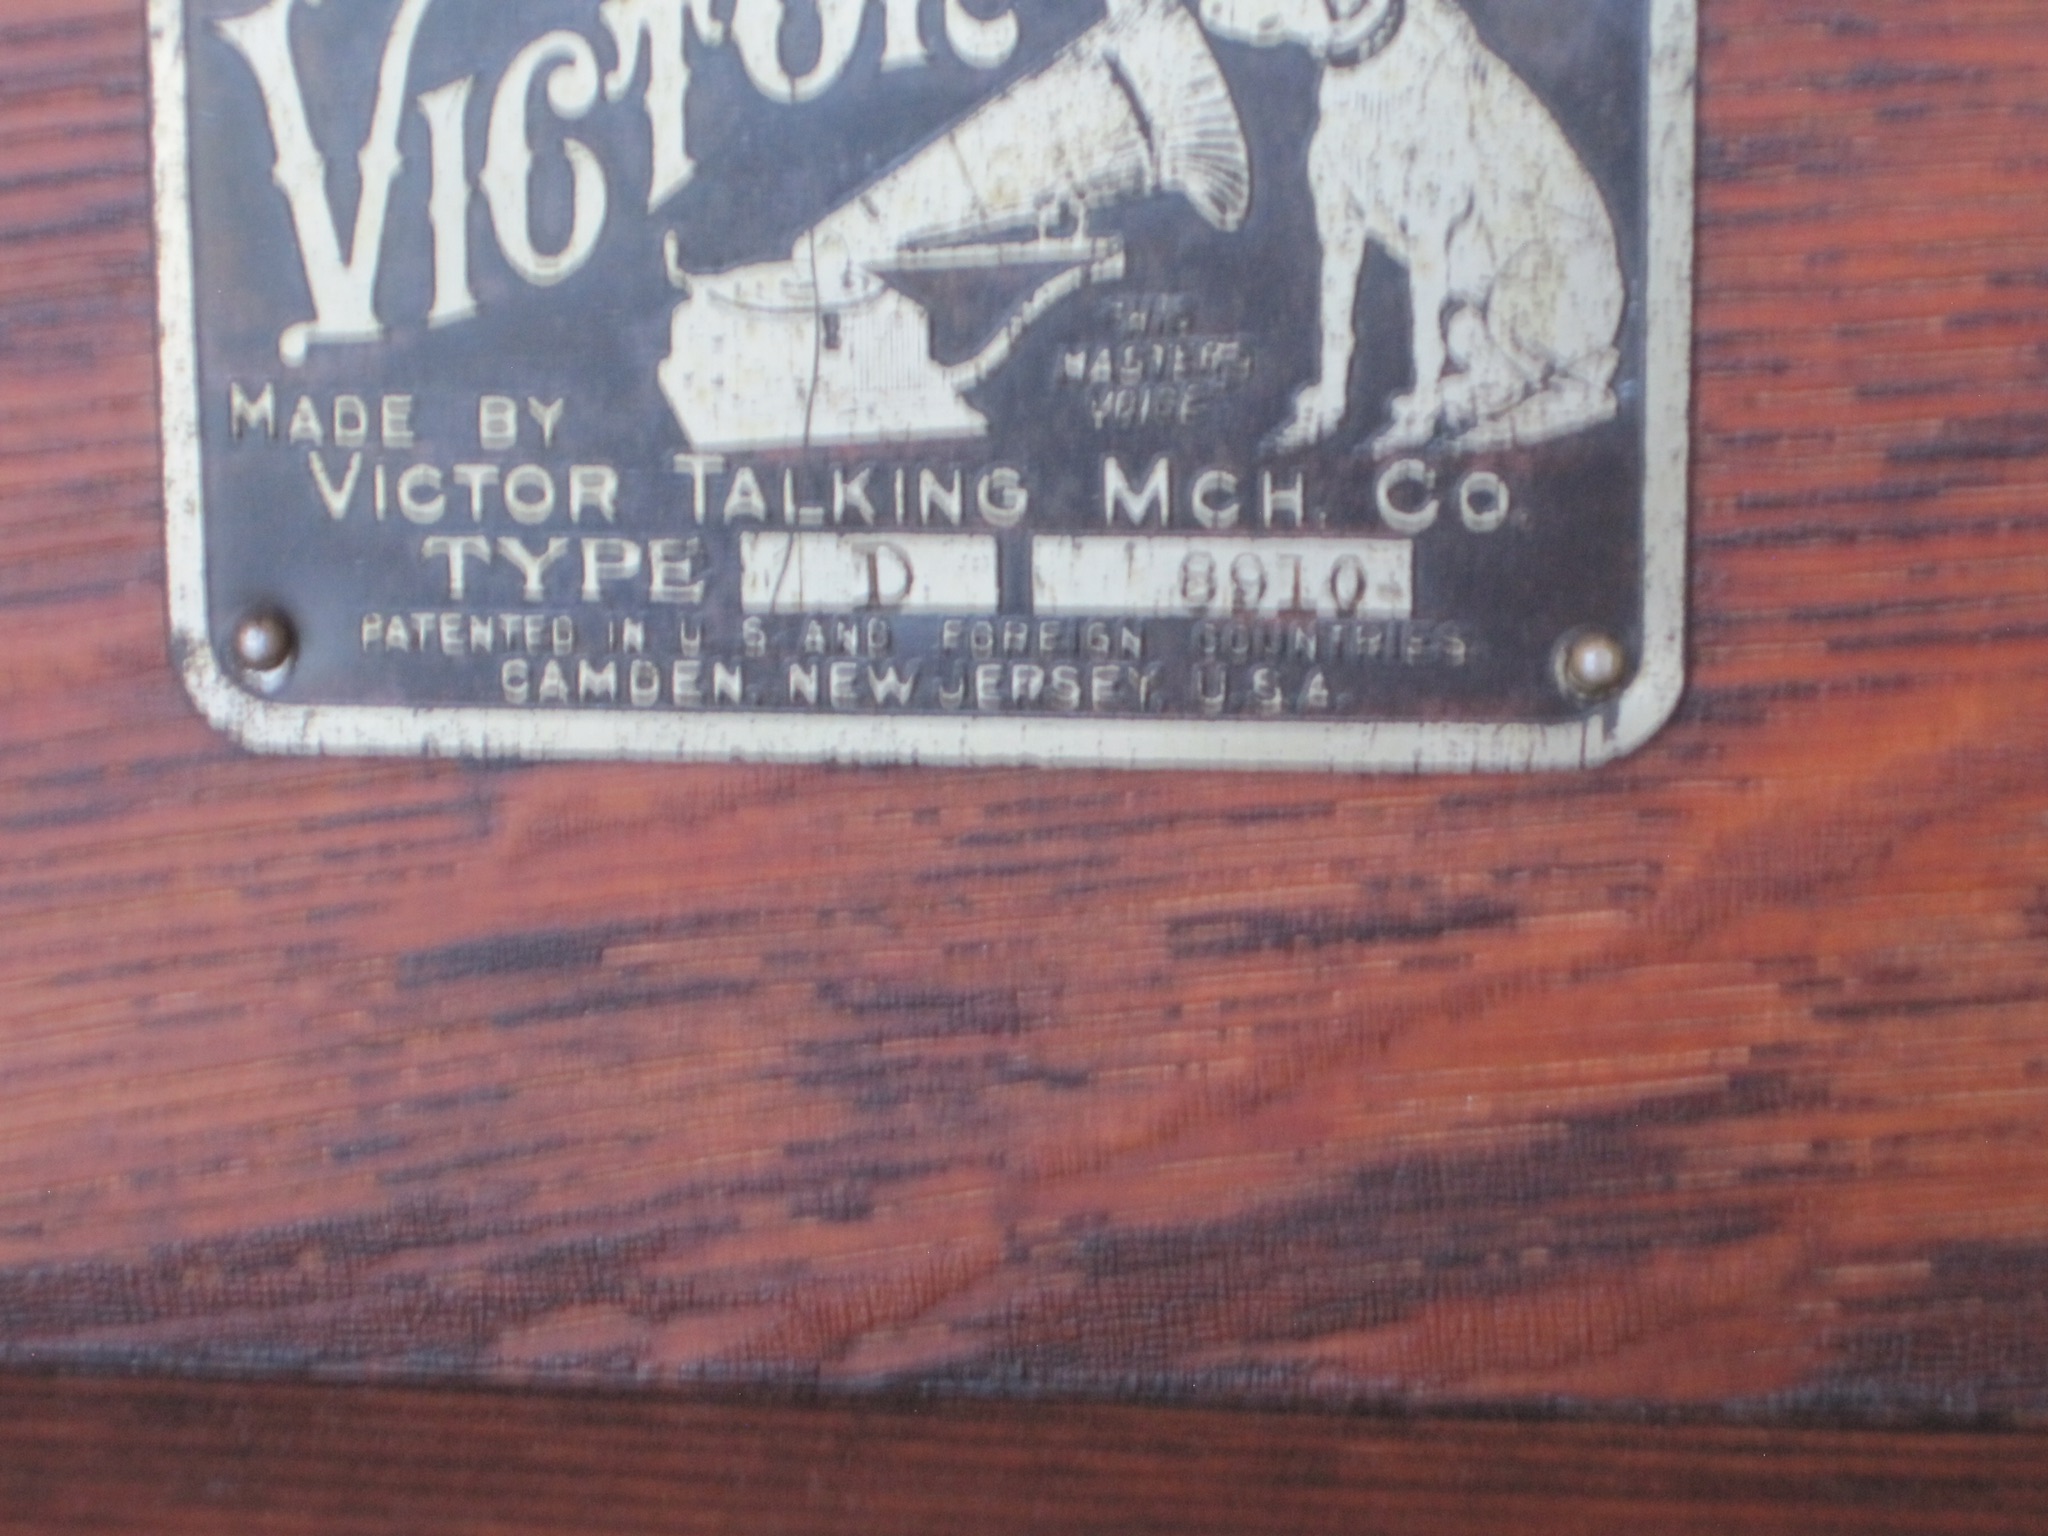 VICTOR
HIS
MASTER'S
VOICE
MADE BY
VICTOR TALKING MCH. CO.
TYPE D 8910
PATENTED IN U.S. AND FOREIGN COUNTRIES.
CAMDEN, NEW JERSEY, U.S.A.